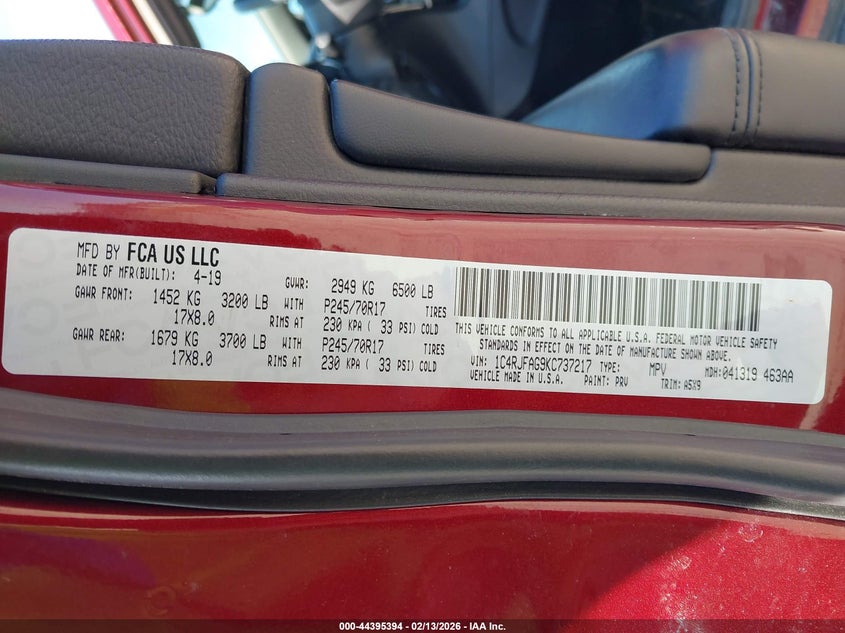 MFD BY FCA US LLC
DATE OF MFR(BUILT): 4-19 GVWR: 2949 KG 6500 LB
GAWR FRONT: 1452 KG 3200 LB WITH P245/70R17 TIRES
17X8.0 RIMS AT 230 KPA ( 33 PSI) COLD
GAWR REAR: 1679 KG 3700 LB WITH P245/70R17 TIRES
17X8.0 RIMS AT 230 KPA ( 33 PSI) COLD
THIS VEHICLE CONFORMS TO ALL APPLICABLE U.S.A. FEDERAL MOTOR VEHICLE SAFETY
STANDARDS IN EFFECT ON THE DATE OF MANUFACTURE SHOWN ABOVE.
VIN: 1C4RJFAG9KC737217 TYPE: MPV MDH:041319 463AA
VEHICLE MADE IN U.S.A. PAINT: PRV TRIM: A5X9
000-44395394 | 02/13/2026 - IAA Inc.